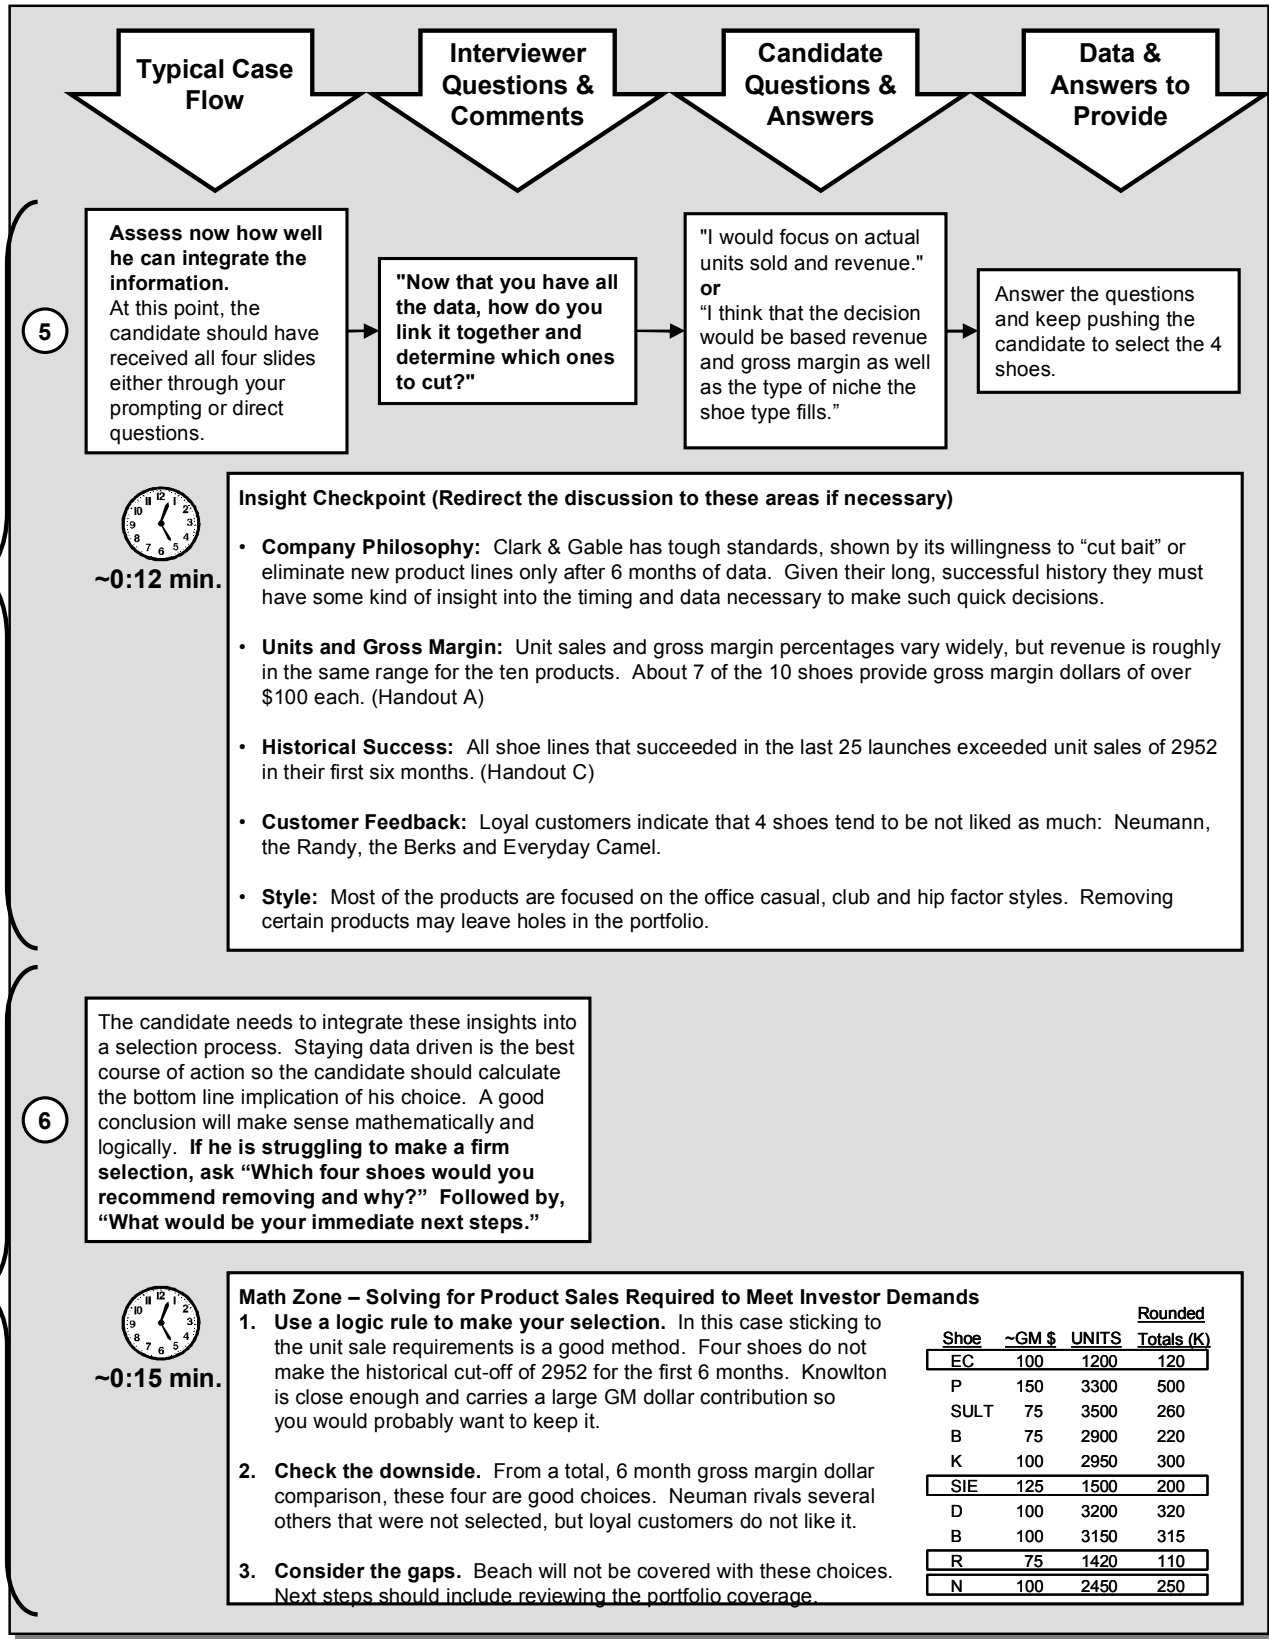 Typical Case
Flow
Interviewer
Questions &
Comments
Candidate
Questions &
Answers
Data &
Answers to
Provide
5
Assess now how well
he can integrate the
information.
At this point, the
candidate should have
received all four slides
either through your
prompting or direct
questions.
"Now that you have all
the data, how do you
link it together and
determine which ones
to cut?"
"I would focus on actual
units sold and revenue."
or
“I think that the decision
would be based revenue
and gross margin as well
as the type of niche the
shoe type fills.”
Answer the questions
and keep pushing the
candidate to select the 4
shoes.
12
1
2
3
4
5
6
7
8
9
10
11
~0:12 min.
Insight Checkpoint (Redirect the discussion to these areas if necessary)
• Company Philosophy: Clark & Gable has tough standards, shown by its willingness to “cut bait” or
eliminate new product lines only after 6 months of data. Given their long, successful history they must
have some kind of insight into the timing and data necessary to make such quick decisions.
• Units and Gross Margin: Unit sales and gross margin percentages vary widely, but revenue is roughly
in the same range for the ten products. About 7 of the 10 shoes provide gross margin dollars of over
$100 each. (Handout A)
• Historical Success: All shoe lines that succeeded in the last 25 launches exceeded unit sales of 2952
in their first six months. (Handout C)
• Customer Feedback: Loyal customers indicate that 4 shoes tend to be not liked as much: Neumann,
the Randy, the Berks and Everyday Camel.
• Style: Most of the products are focused on the office casual, club and hip factor styles. Removing
certain products may leave holes in the portfolio.
6
The candidate needs to integrate these insights into
a selection process. Staying data driven is the best
course of action so the candidate should calculate
the bottom line implication of his choice. A good
conclusion will make sense mathematically and
logically. If he is struggling to make a firm
selection, ask “Which four shoes would you
recommend removing and why?” Followed by,
“What would be your immediate next steps.”
12
1
2
3
4
5
6
7
8
9
10
11
~0:15 min.
Math Zone – Solving for Product Sales Required to Meet Investor Demands
1. Use a logic rule to make your selection. In this case sticking to
the unit sale requirements is a good method. Four shoes do not
make the historical cut-off of 2952 for the first 6 months. Knowlton
is close enough and carries a large GM dollar contribution so
you would probably want to keep it.
2. Check the downside. From a total, 6 month gross margin dollar
comparison, these four are good choices. Neuman rivals several
others that were not selected, but loyal customers do not like it.
3. Consider the gaps. Beach will not be covered with these choices.
Next steps should include reviewing the portfolio coverage.
Rounded
Shoe ~GM $ UNITS Totals (K)
EC 100 1200 120
P 150 3300 500
SULT 75 3500 260
B 75 2900 220
K 100 2950 300
SIE 125 1500 200
D 100 3200 320
B 100 3150 315
R 75 1420 110
N 100 2450 250